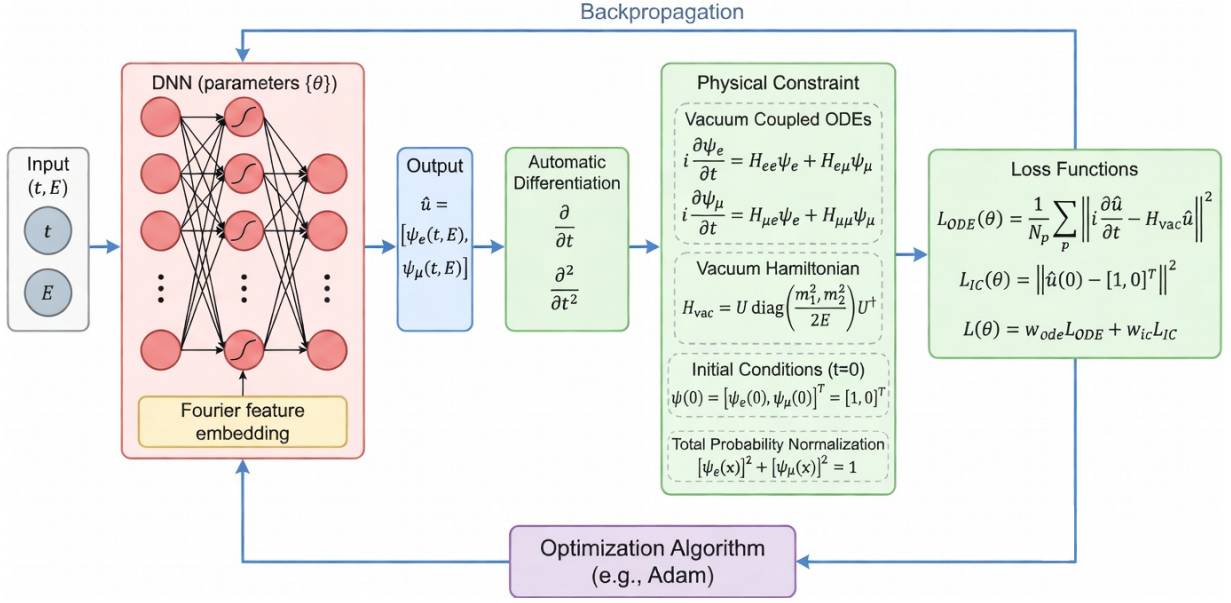 Backpropagation
Input
(t, E)
t
E
DNN (parameters {θ})
Fourier feature
embedding
Output
û =
[ψ_e(t, E),
ψ_μ(t, E)]
Automatic
Differentiation
∂/∂t
∂²/∂t²
Physical Constraint
Vacuum Coupled ODEs
i ∂ψ_e/∂t = H_ee ψ_e + H_eμ ψ_μ
i ∂ψ_μ/∂t = H_μe ψ_e + H_μμ ψ_μ
Vacuum Hamiltonian
H_vac = U diag(m₁², m₂²/2E) U†
Initial Conditions (t=0)
ψ(0) = [ψ_e(0), ψ_μ(0)]^T = [1, 0]^T
Total Probability Normalization
[ψ_e(x)]² + [ψ_μ(x)]² = 1
Loss Functions
L_ODE(θ) = 1/N_p ∑_p ‖i ∂û/∂t − H_vac û‖²
L_IC(θ) = ‖û(0) − [1, 0]^T‖²
L(θ) = w_ode L_ODE + w_ic L_IC
Optimization Algorithm
(e.g., Adam)